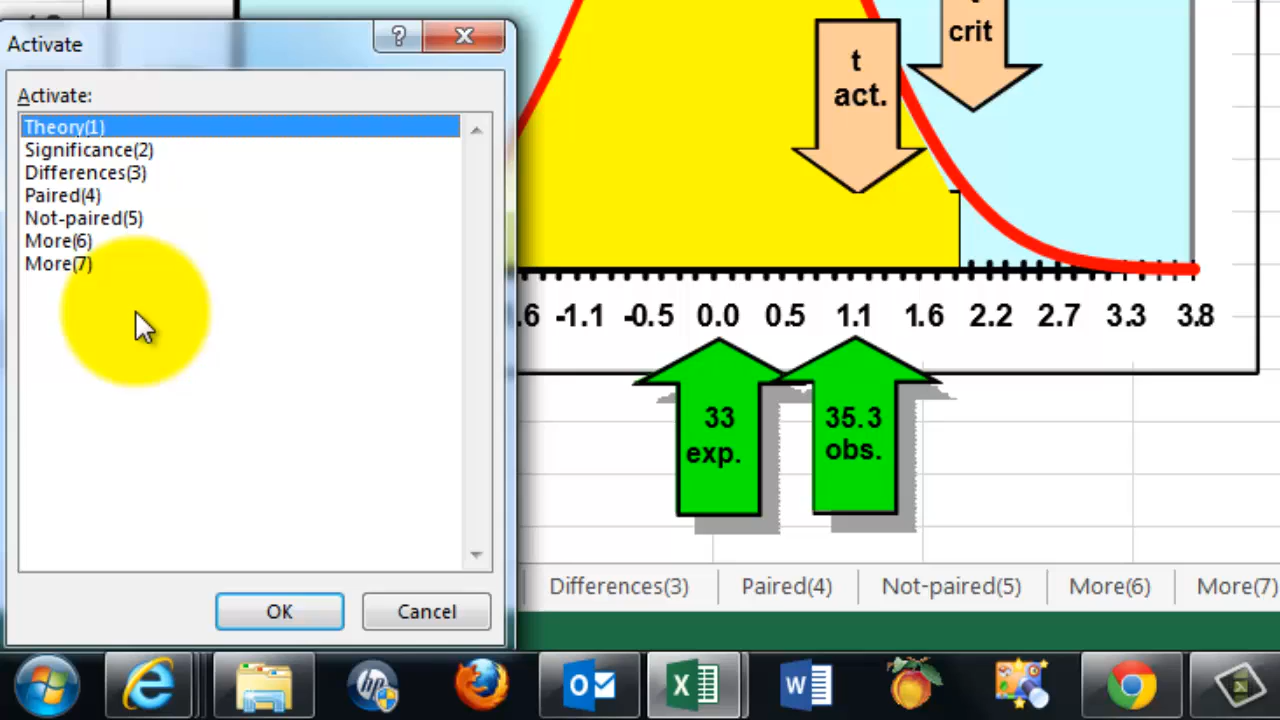 Activate
?
Activate:
Theory(1)
Significance(2)
Differences(3)
Paired(4)
Not-paired(5)
More(6)
More(7)
OK
Cancel
crit
t
act.
-1.1 -0.5 0.0 0.5 1.1 1.6 2.2 2.7 3.3 3.8
33
exp.
35.3
obs.
Differences(3) Paired(4) Not-paired(5) More(6) More(7)
hp